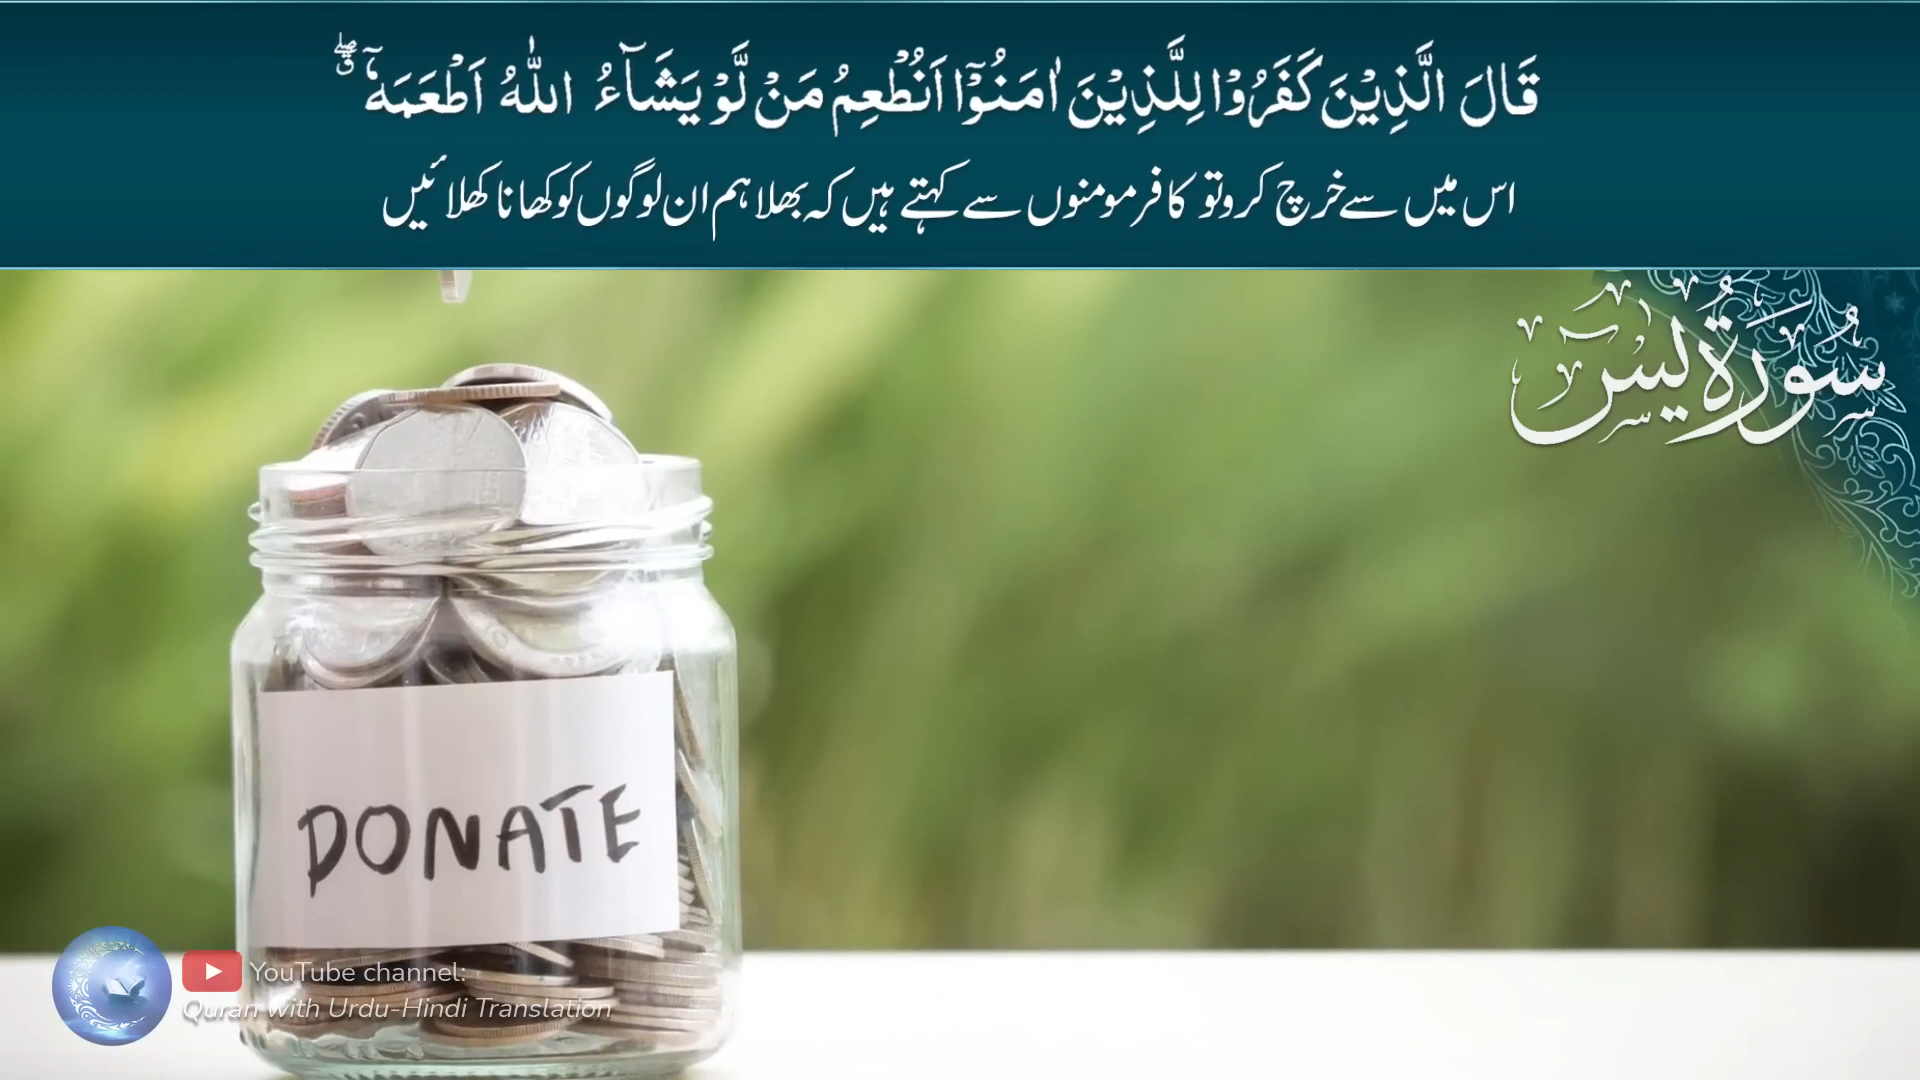 قَالَ الَّذِيْنَ كَفَرُوْا لِلَّذِيْنَ اٰمَنُوْۤا اَنُطْعِمُ مَنْ لَّوْ يَشَآءُ اللّٰهُ اَطْعَمَهٗۤ ۖۗ
اس میں سے خرچ کرو تو کافر مومنوں سے کہتے ہیں کہ بھلا ہم ان لوگوں کو کھانا کھلائیں
سُورَةُ يٰسٓ
DONATE
YouTube channel:
Quran with Urdu-Hindi Translation